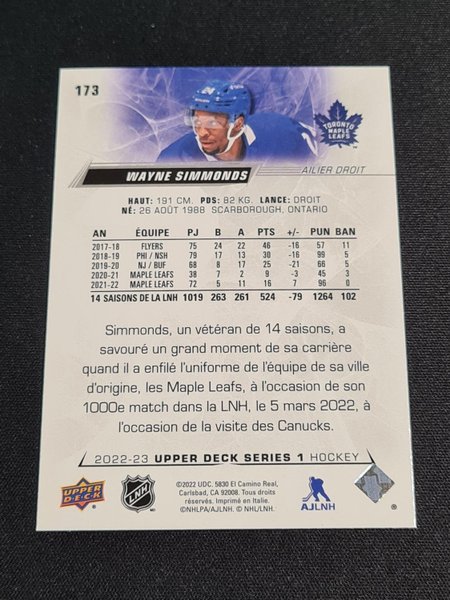 173
TORONTO
MAPLE
LEAFS
WAYNE SIMMONDS
AILIER DROIT
HAUT: 191 CM. PDS: 82 KG. LANCE: DROIT
NÉ: 26 AOÛT 1988 SCARBOROUGH, ONTARIO
AN ÉQUIPE PJ B A PTS +/- PUN BAN
2017-18 FLYERS 75 24 22 46 -16 57 11
2018-19 PHI / NSH 79 17 13 30 -16 99 5
2019-20 NJ / BUF 68 8 17 25 -21 66 5
2020-21 MAPLE LEAFS 38 7 2 9 -3 45 3
2021-22 MAPLE LEAFS 72 5 11 16 7 96 0
14 SAISONS DE LA LNH 1019 263 261 524 -79 1264 102
Simmonds, un vétéran de 14 saisons, a
savouré un grand moment de sa carrière
quand il a enfilé l'uniforme de l'équipe de sa ville
d'origine, les Maple Leafs, à l'occasion de son
1000e match dans la LNH, le 5 mars 2022, à
l'occasion de la visite des Canucks.
2022-23 UPPER DECK SERIES 1 HOCKEY
UPPER DECK ®
LNH
©2022 UDC. 5830 El Camino Real,
Carlsbad, CA 92008. Tous droits
réservés. Imprimé en Italie.
©NHLPA/AJLNH. © NHL/LNH.
AJLNH
®